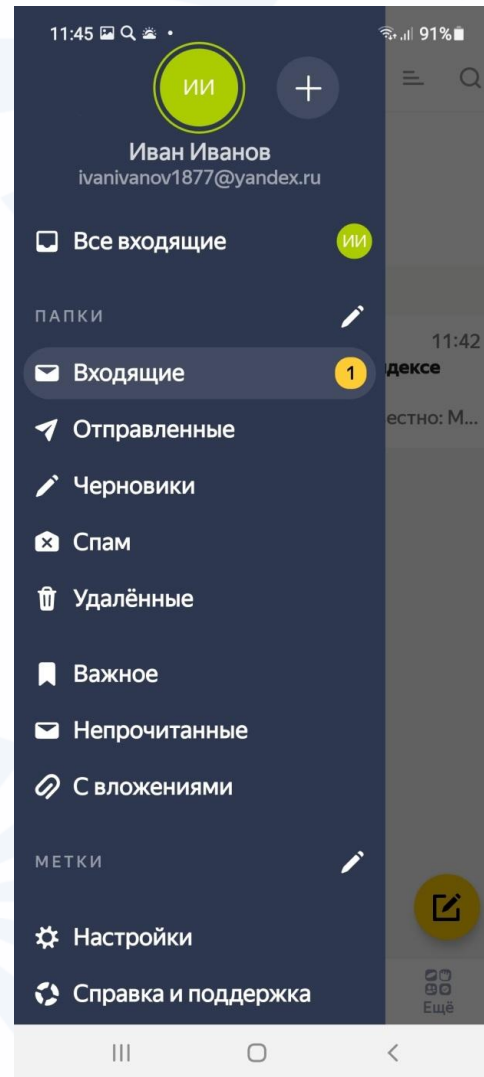 11:45
91%
ИИ
Иван Иванов
ivanivanov1877@yandex.ru
Все входящие ИИ
ПАПКИ
11:42
Входящие 1
дексе
естно: М...
Отправленные
Черновики
Спам
Удалённые
Важное
Непрочитанные
С вложениями
МЕТКИ
Настройки
Справка и поддержка
Ещё